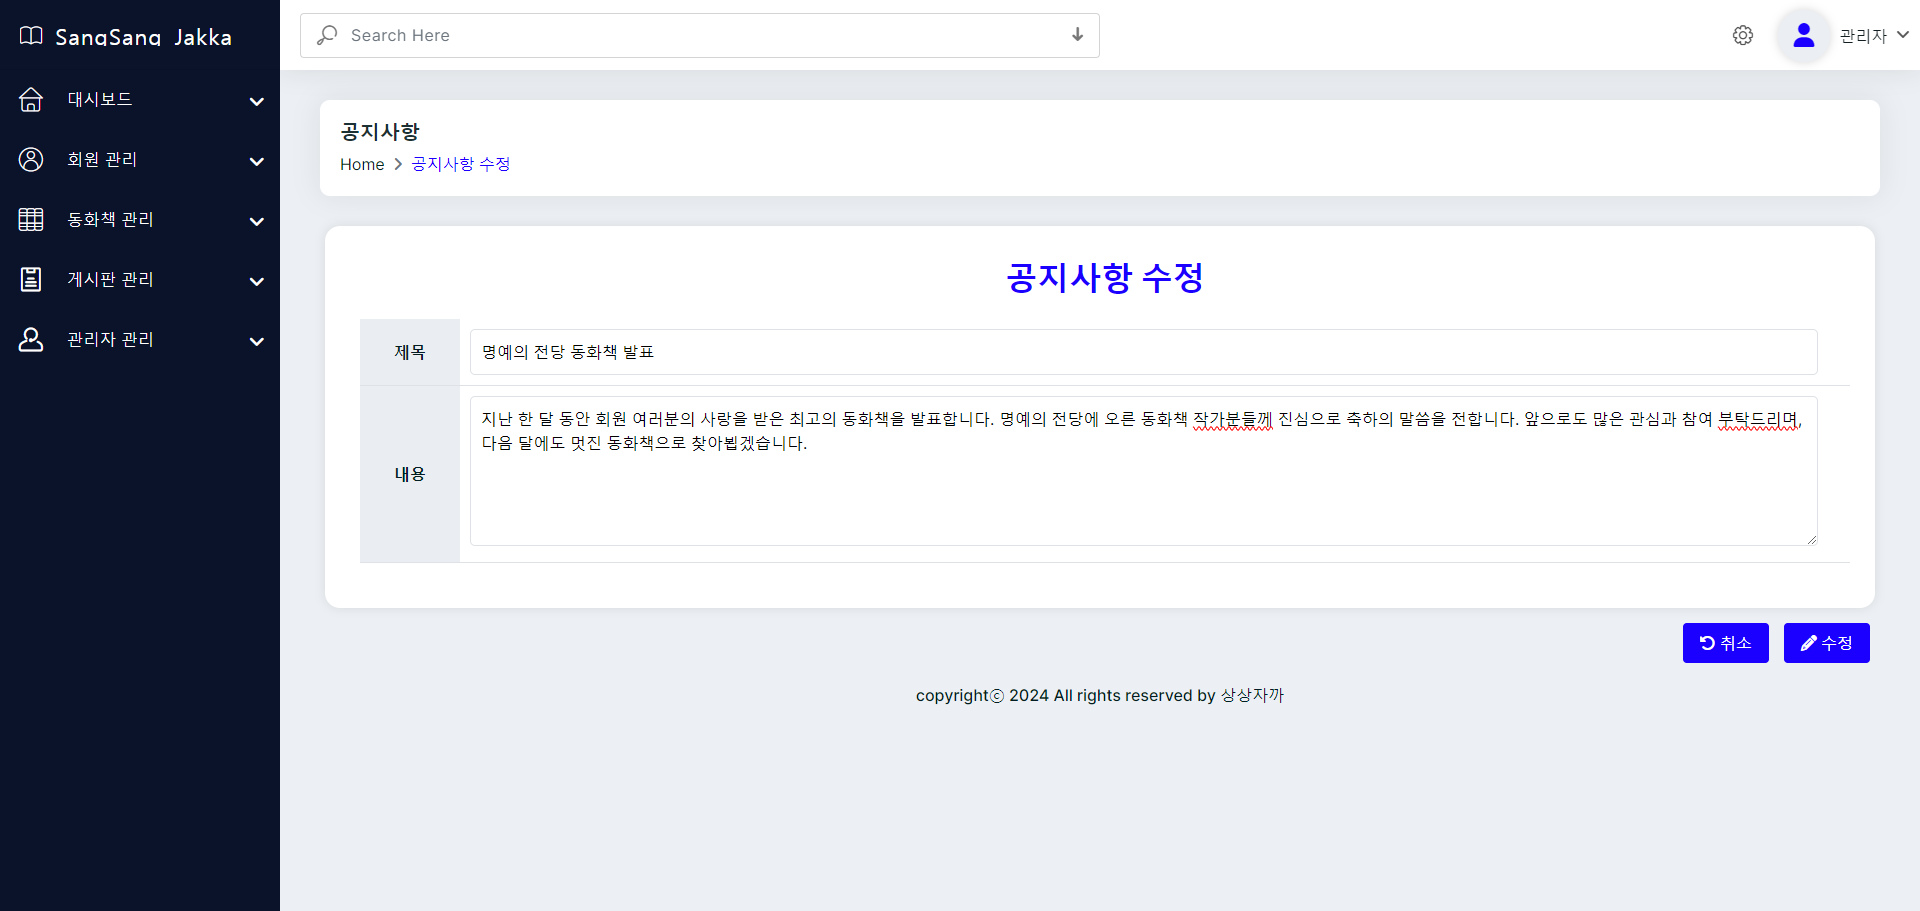 SangSang Jakka
대시보드
회원 관리
동화책 관리
게시판 관리
관리자 관리
Search Here
관리자
공지사항
Home > 공지사항 수정
공지사항 수정
제목
명예의 전당 동화책 발표
내용
지난 한 달 동안 회원 여러분의 사랑을 받은 최고의 동화책을 발표합니다. 명예의 전당에 오른 동화책 작가분들께 진심으로 축하의 말씀을 전합니다. 앞으로도 많은 관심과 참여 부탁드리며,
다음 달에도 멋진 동화책으로 찾아뵙겠습니다.
취소
수정
copyrightⓒ 2024 All rights reserved by 상상자까